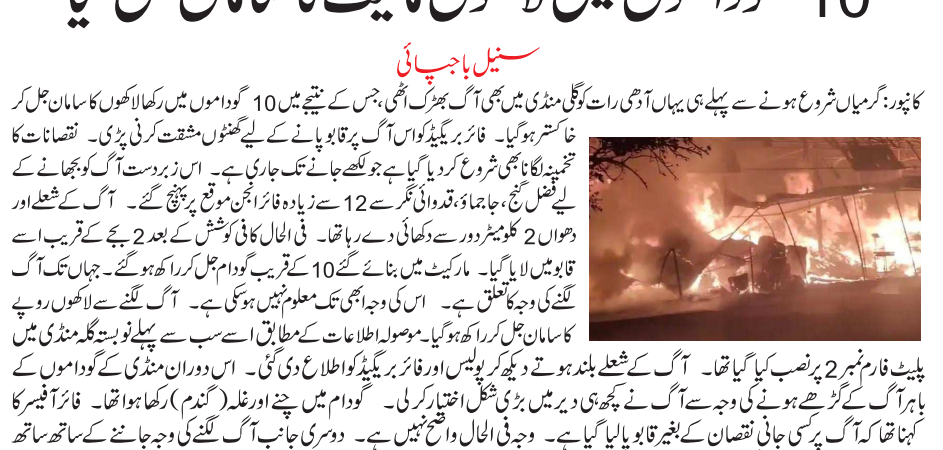 10
سنیل باجپائی
کانپور: گرمیاں شروع ہونے سے پہلے ہی یہاں آدھی رات کو گلی منڈی میں بھی آگ بھڑک اٹھی، جس کے نتیجے میں 10 گوداموں میں رکھا لاکھوں کا سامان جل کر
خاکستر ہوگیا۔ فائر بریگیڈ کو اس آگ پر قابو پانے کے لیے گھنٹوں مشقت کرنی پڑی۔ نقصانات کا
تخمینہ لگانا بھی شروع کر دیا گیا ہے جو لکھے جانے تک جاری ہے۔ اس زبردست آگ کو بجھانے کے
لیے فضل گنج، جاجماؤ، قدوائی نگر سے 12 سے زیادہ فائر انجن موقع پر پہنچ گئے۔ آگ کے شعلے اور
دھواں 2 کلومیٹر دور سے دکھائی دے رہا تھا۔ فی الحال کافی کوشش کے بعد 2 بجے کے قریب اسے
قابو میں لایا گیا۔ مارکیٹ میں بنائے گئے 10 کے قریب گودام جل کر راکھ ہو گئے۔ جہاں تک آگ
لگنے کی وجہ کا تعلق ہے۔ اس کی وجہ ابھی تک معلوم نہیں ہوسکی ہے۔ آگ لگنے سے لاکھوں روپے
کا سامان جل کر راکھ ہوگیا۔ موصولہ اطلاعات کے مطابق اسے سب سے پہلے نوبستہ گلہ منڈی میں
پلیٹ فارم نمبر 2 پر نصب کیا گیا تھا۔ آگ کے شعلے بلند ہوتے دیکھ کر پولیس اور فائر بریگیڈ کو اطلاع دی گئی۔ اس دوران منڈی کے گوداموں کے
باہر آگ کے گڑھے ہونے کی وجہ سے آگ نے کچھ ہی دیر میں بڑی شکل اختیار کر لی۔ گودام میں چنے اور غلہ (گندم) رکھا ہوا تھا۔ فائر آفیسر کا
کہنا تھا کہ آگ پر کسی جانی نقصان کے بغیر قابو پالیا گیا ہے۔ وجہ فی الحال واضح نہیں ہے۔ دوسری جانب آگ لگنے کی وجہ جاننے کے ساتھ ساتھ